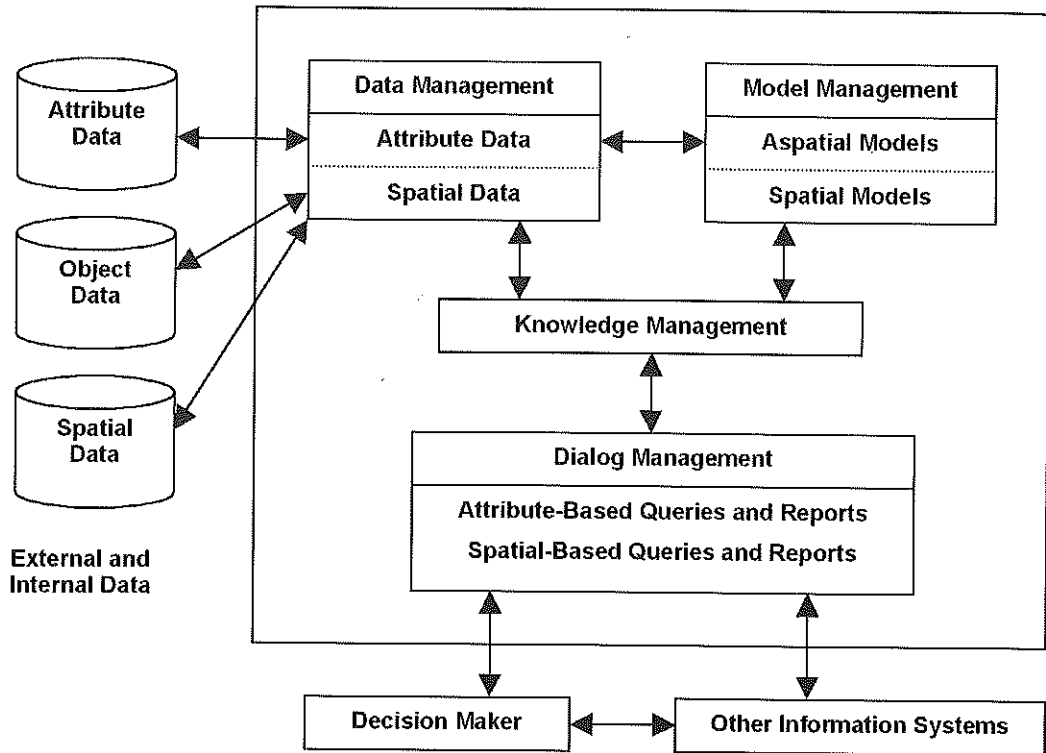 Attribute
Data
Object
Data
Spatial
Data
External and
Internal Data
Data Management
Attribute Data
Spatial Data
Model Management
Aspatial Models
Spatial Models
Knowledge Management
Dialog Management
Attribute-Based Queries and Reports
Spatial-Based Queries and Reports
Decision Maker
Other Information Systems